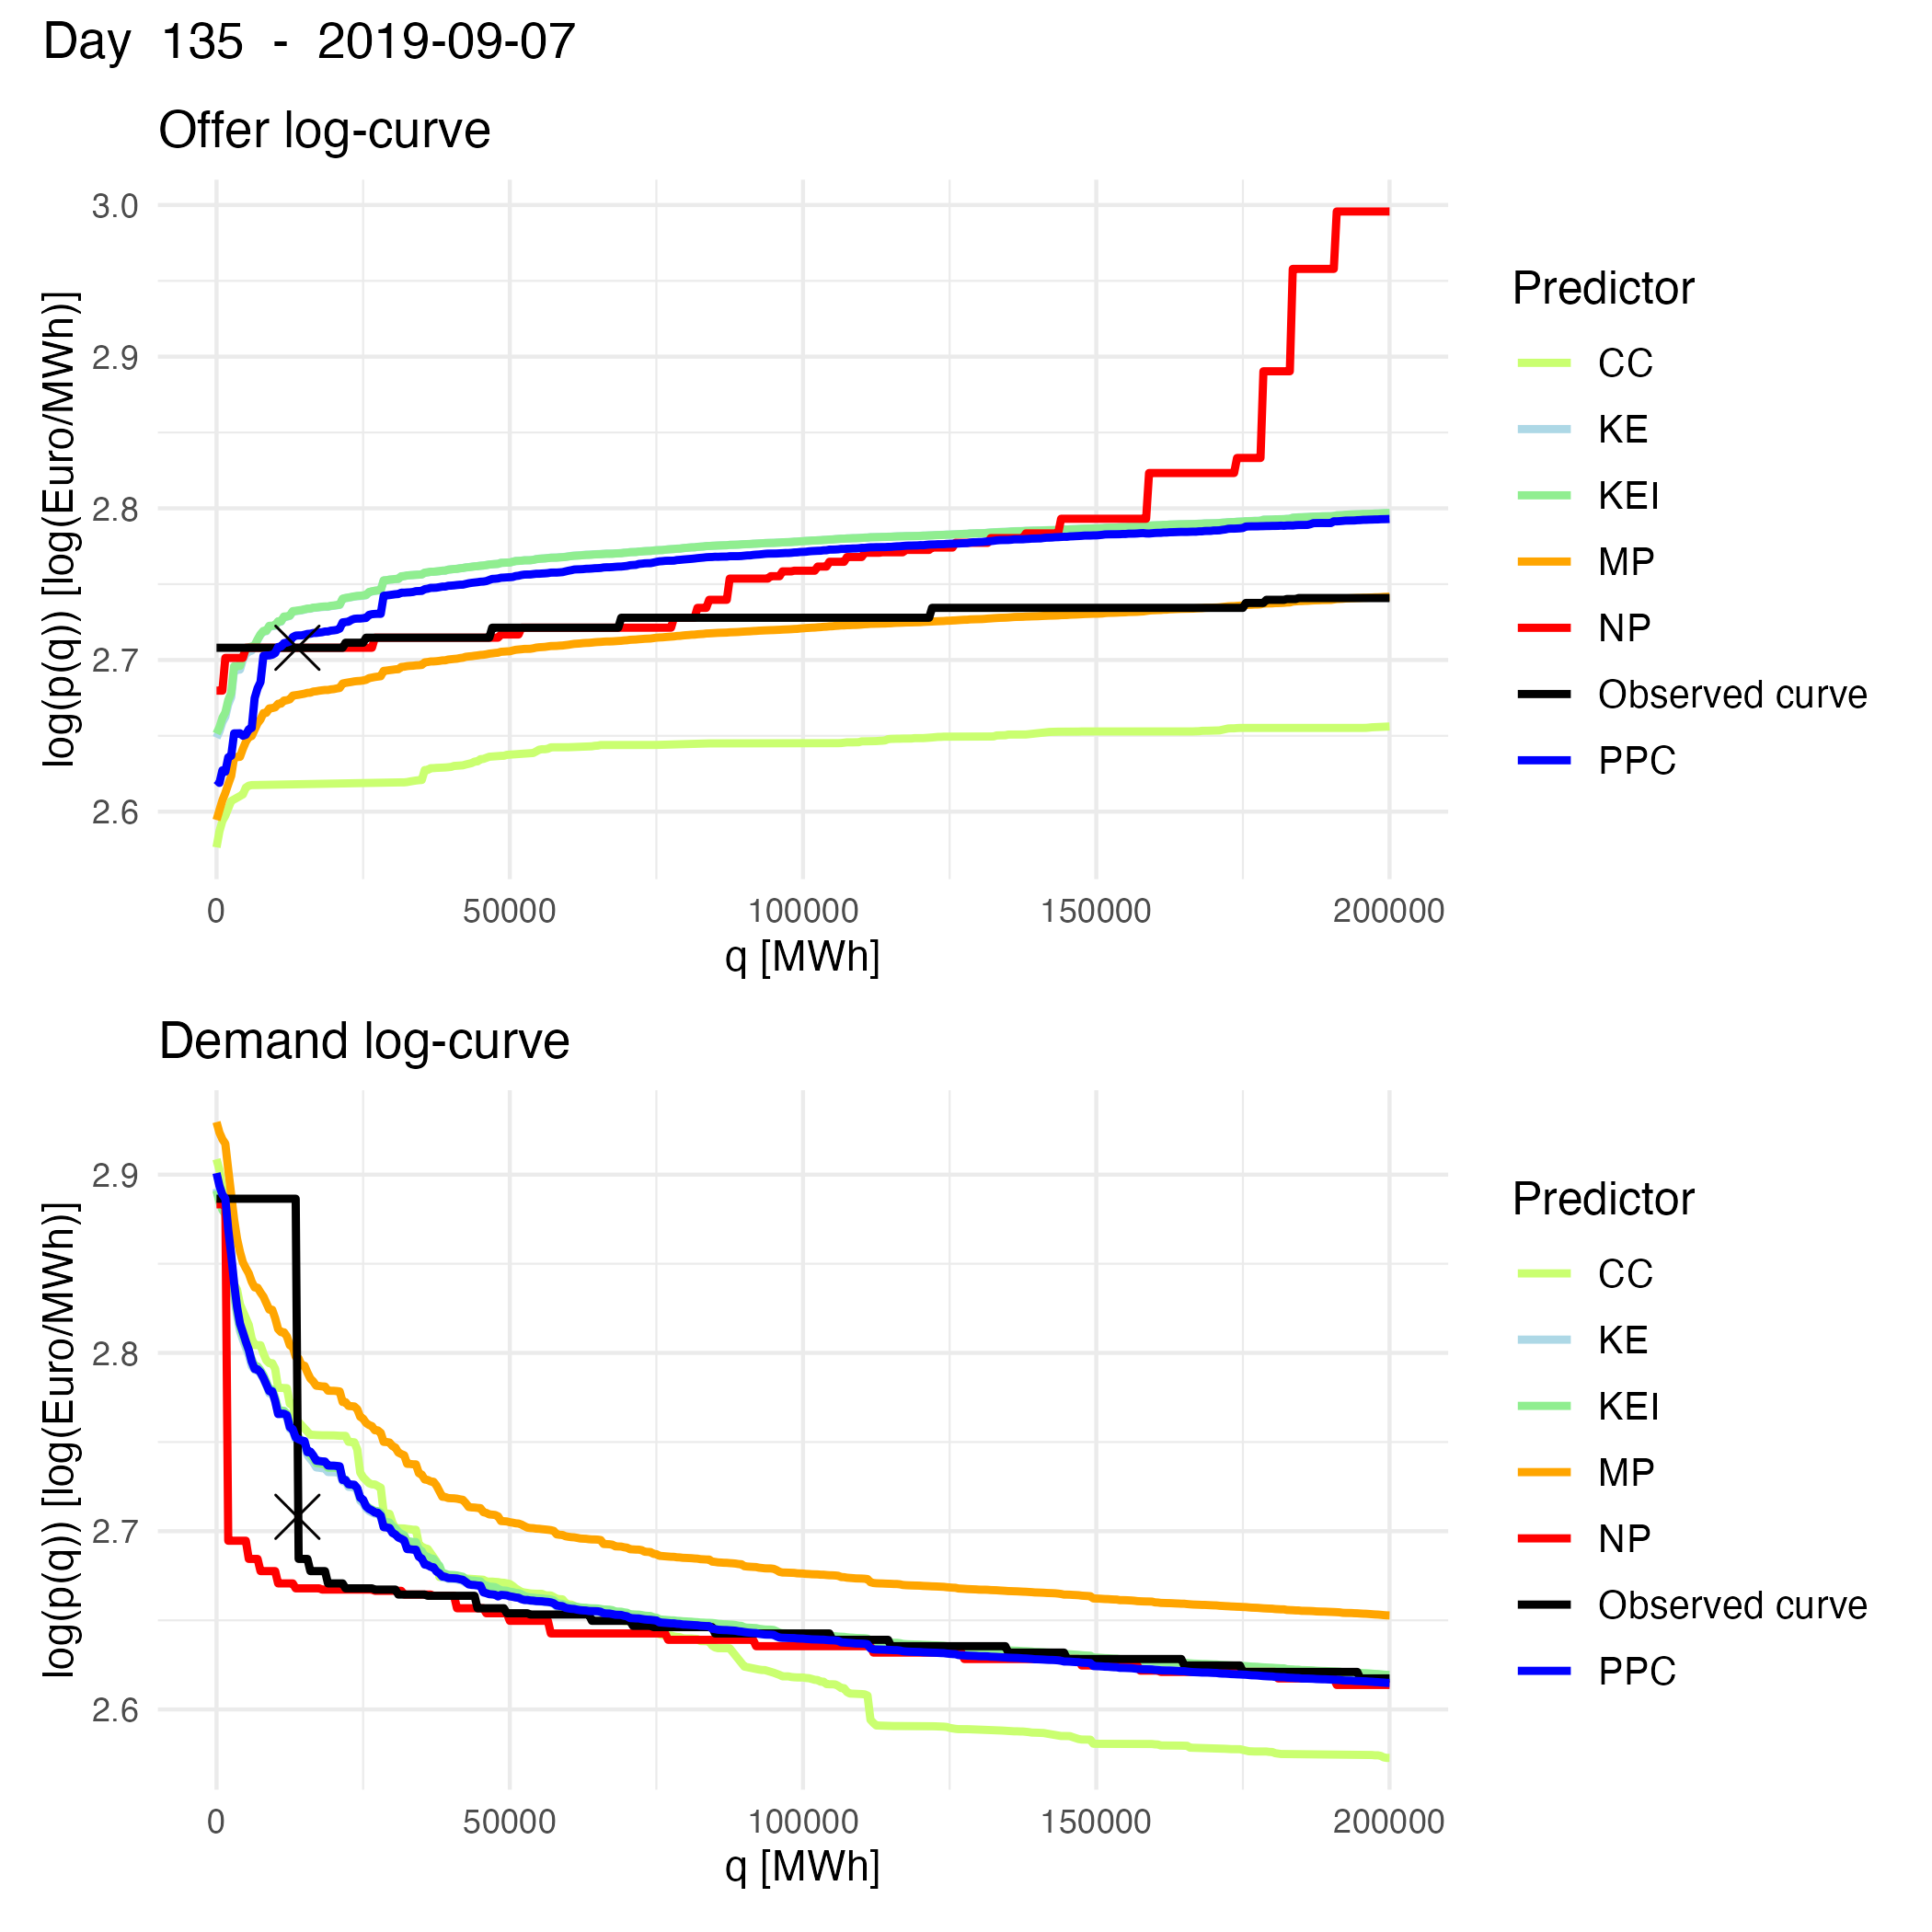 Day 135 - 2019-09-07
Offer log-curve
log(p(q)) [log(Euro/MWh)]
3.0
2.9
2.8
2.7
2.6
0 50000 100000 150000 200000
q [MWh]
Predictor
CC
KE
KEI
MP
NP
Observed curve
PPC
Demand log-curve
log(p(q)) [log(Euro/MWh)]
2.9
2.8
2.7
2.6
0 50000 100000 150000 200000
q [MWh]
Predictor
CC
KE
KEI
MP
NP
Observed curve
PPC